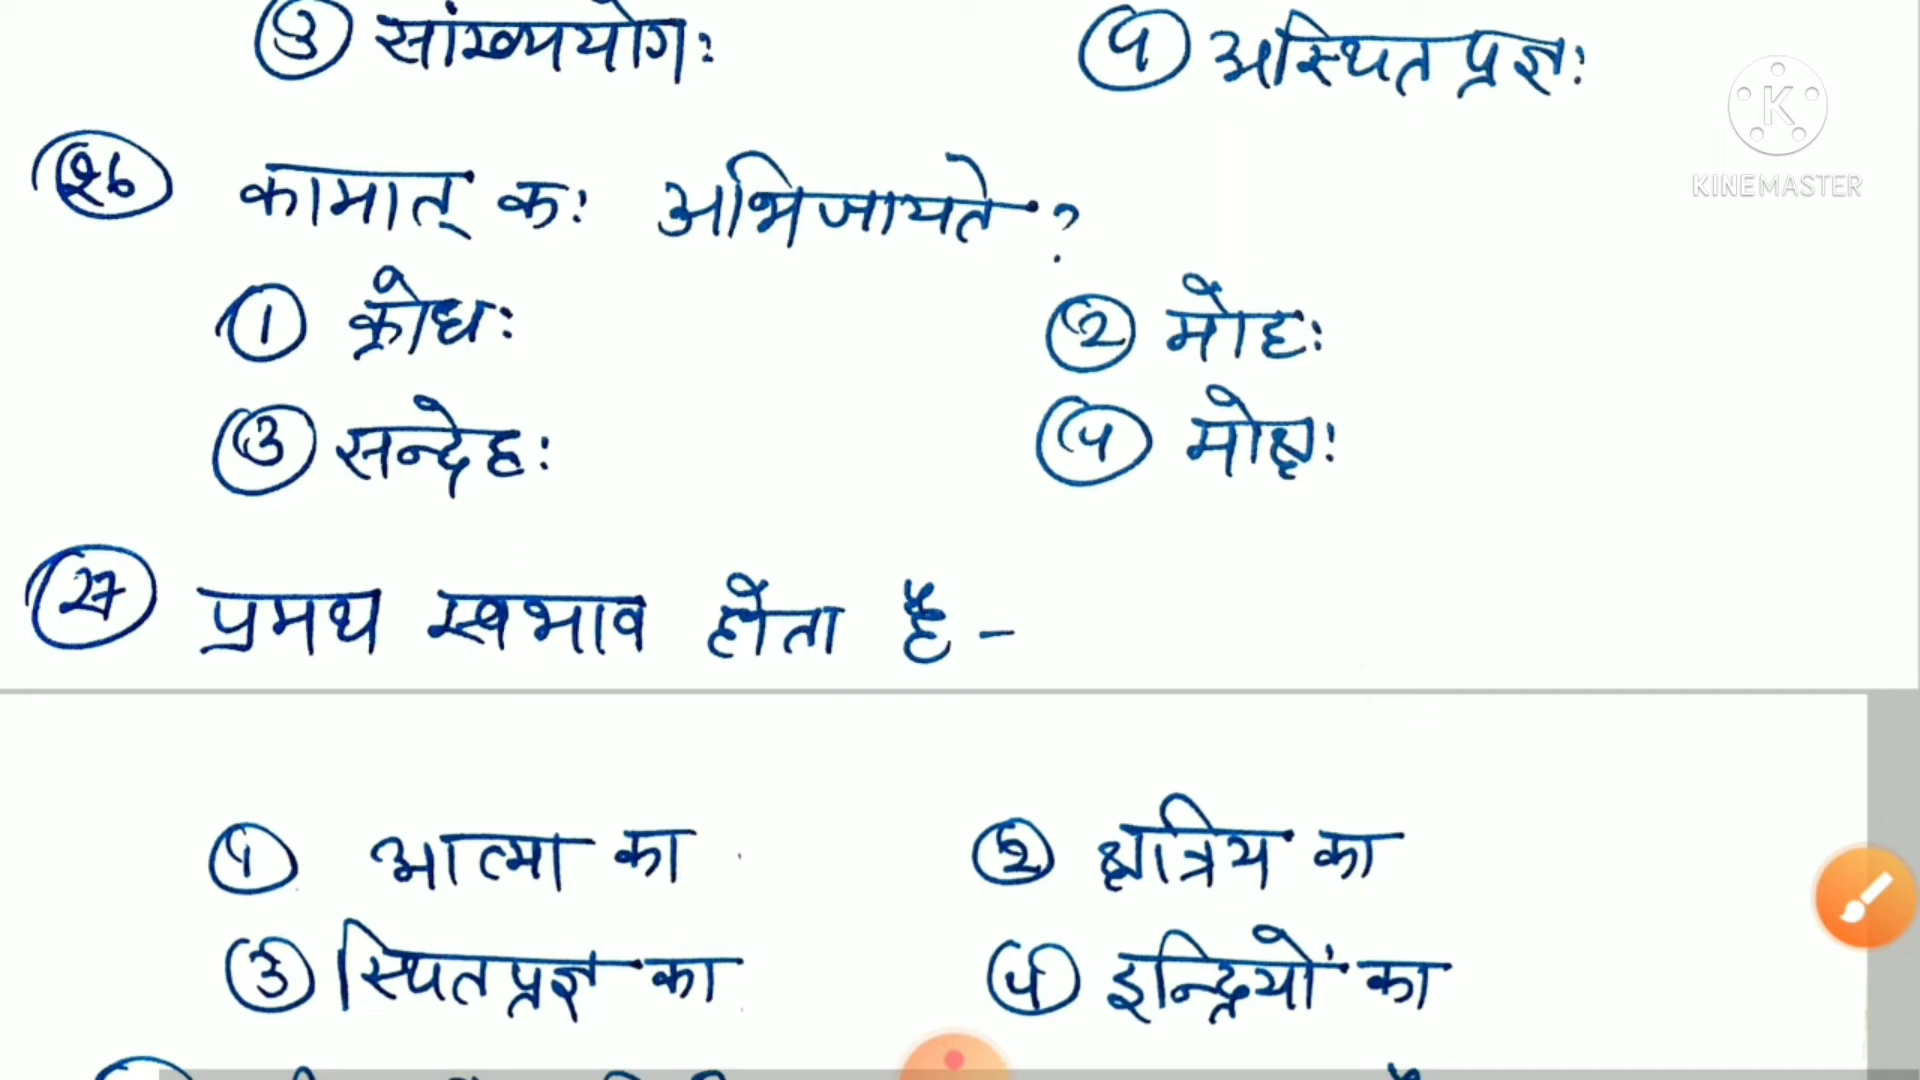 ③ सांख्ययोगः ④ अस्थितप्रज्ञः
KINEMASTER
२६ कामात् कः अभिजायते ?
① क्रोधः ② मोहः
③ सन्देहः ④ मोक्षः
२७ प्रमथ स्वभाव होता है -
① आत्मा का ② क्षत्रिय का
③ स्थितप्रज्ञ का ④ इन्द्रियों का